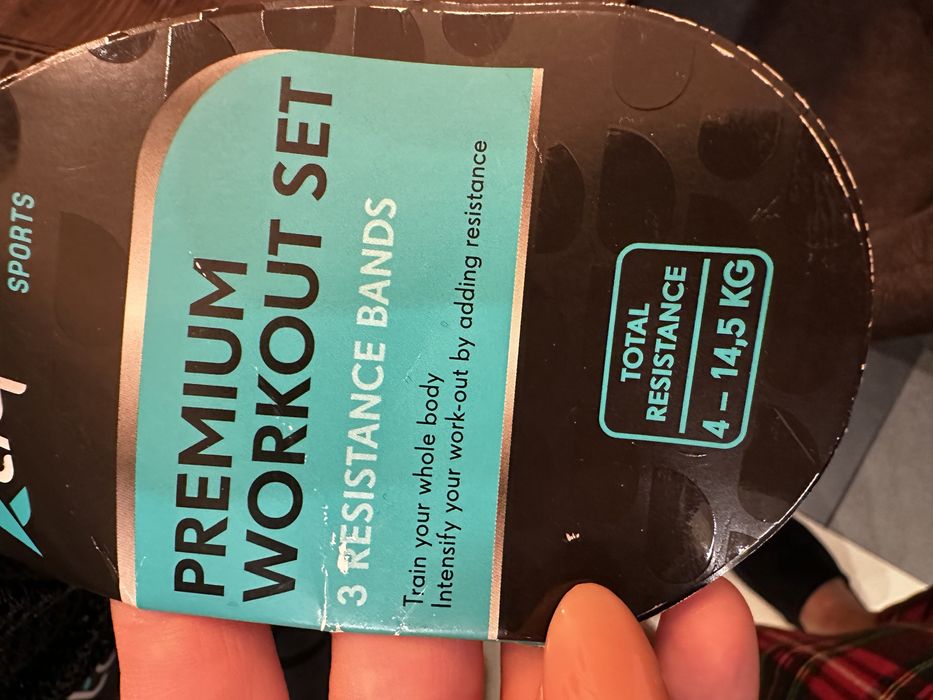 SPORTS
PREMIUM
WORKOUT SET
3 RESISTANCE BANDS
Train your whole body
Intensify your work-out by adding resistance
TOTAL
RESISTANCE
4 – 14,5 KG